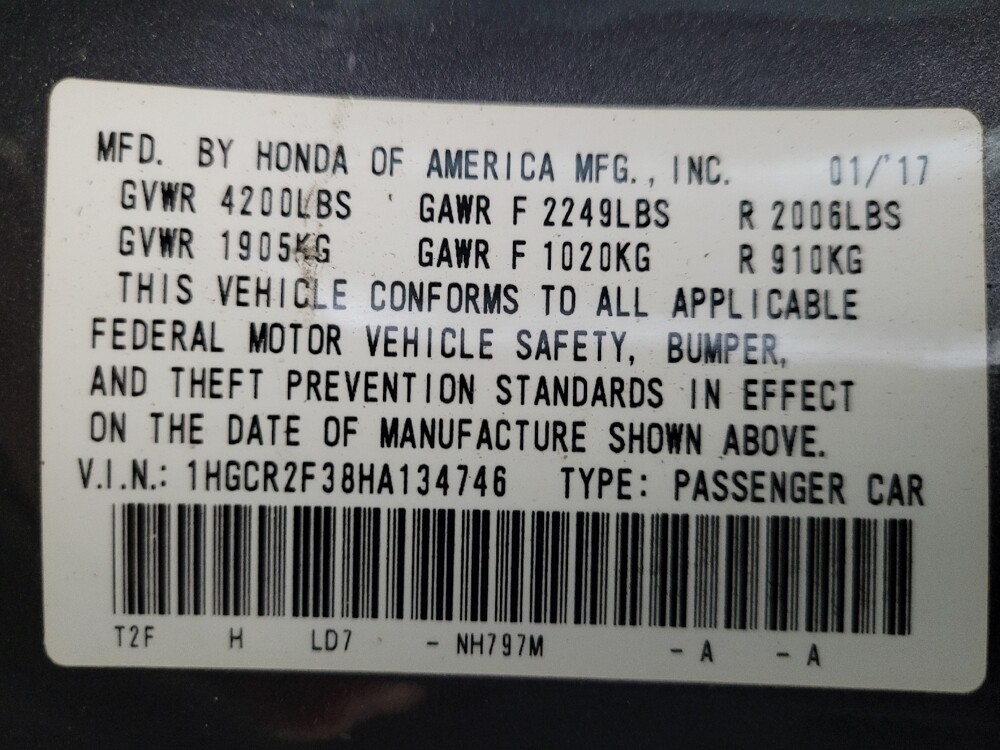 MFD. BY HONDA OF AMERICA MFG., INC. 01/'17
GVWR 4200LBS GAWR F 2249LBS R 2006LBS
GVWR 1905KG GAWR F 1020KG R 910KG
THIS VEHICLE CONFORMS TO ALL APPLICABLE
FEDERAL MOTOR VEHICLE SAFETY, BUMPER,
AND THEFT PREVENTION STANDARDS IN EFFECT
ON THE DATE OF MANUFACTURE SHOWN ABOVE.
V.I.N.: 1HGCR2F38HA134746 TYPE: PASSENGER CAR
T2F H LD7 - NH797M - A - A